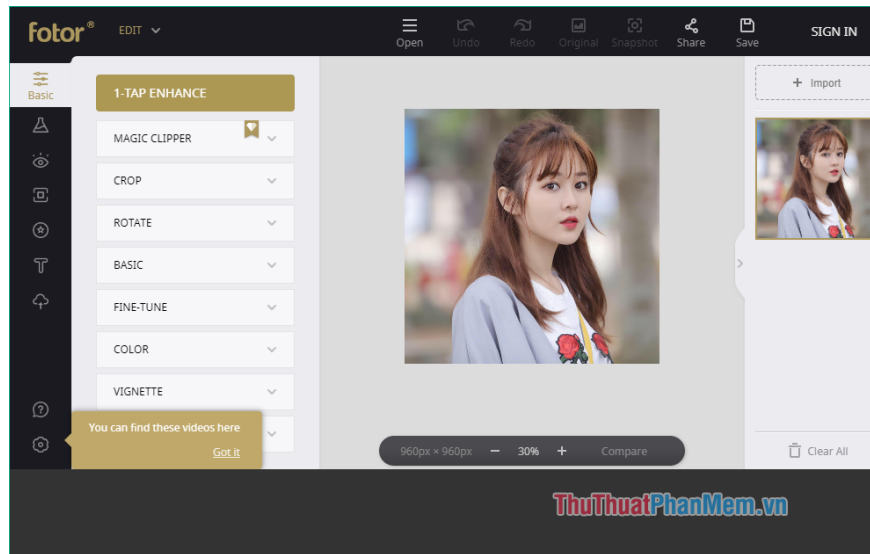 fotor®
EDIT
Open
Undo
Redo
Original
Snapshot
Share
Save
SIGN IN
Basic
1-TAP ENHANCE
MAGIC CLIPPER
CROP
ROTATE
BASIC
FINE-TUNE
COLOR
VIGNETTE
You can find these videos here
Got it
960px × 960px
30%
Compare
Import
Clear All
ThuThuatPhanMem.vn